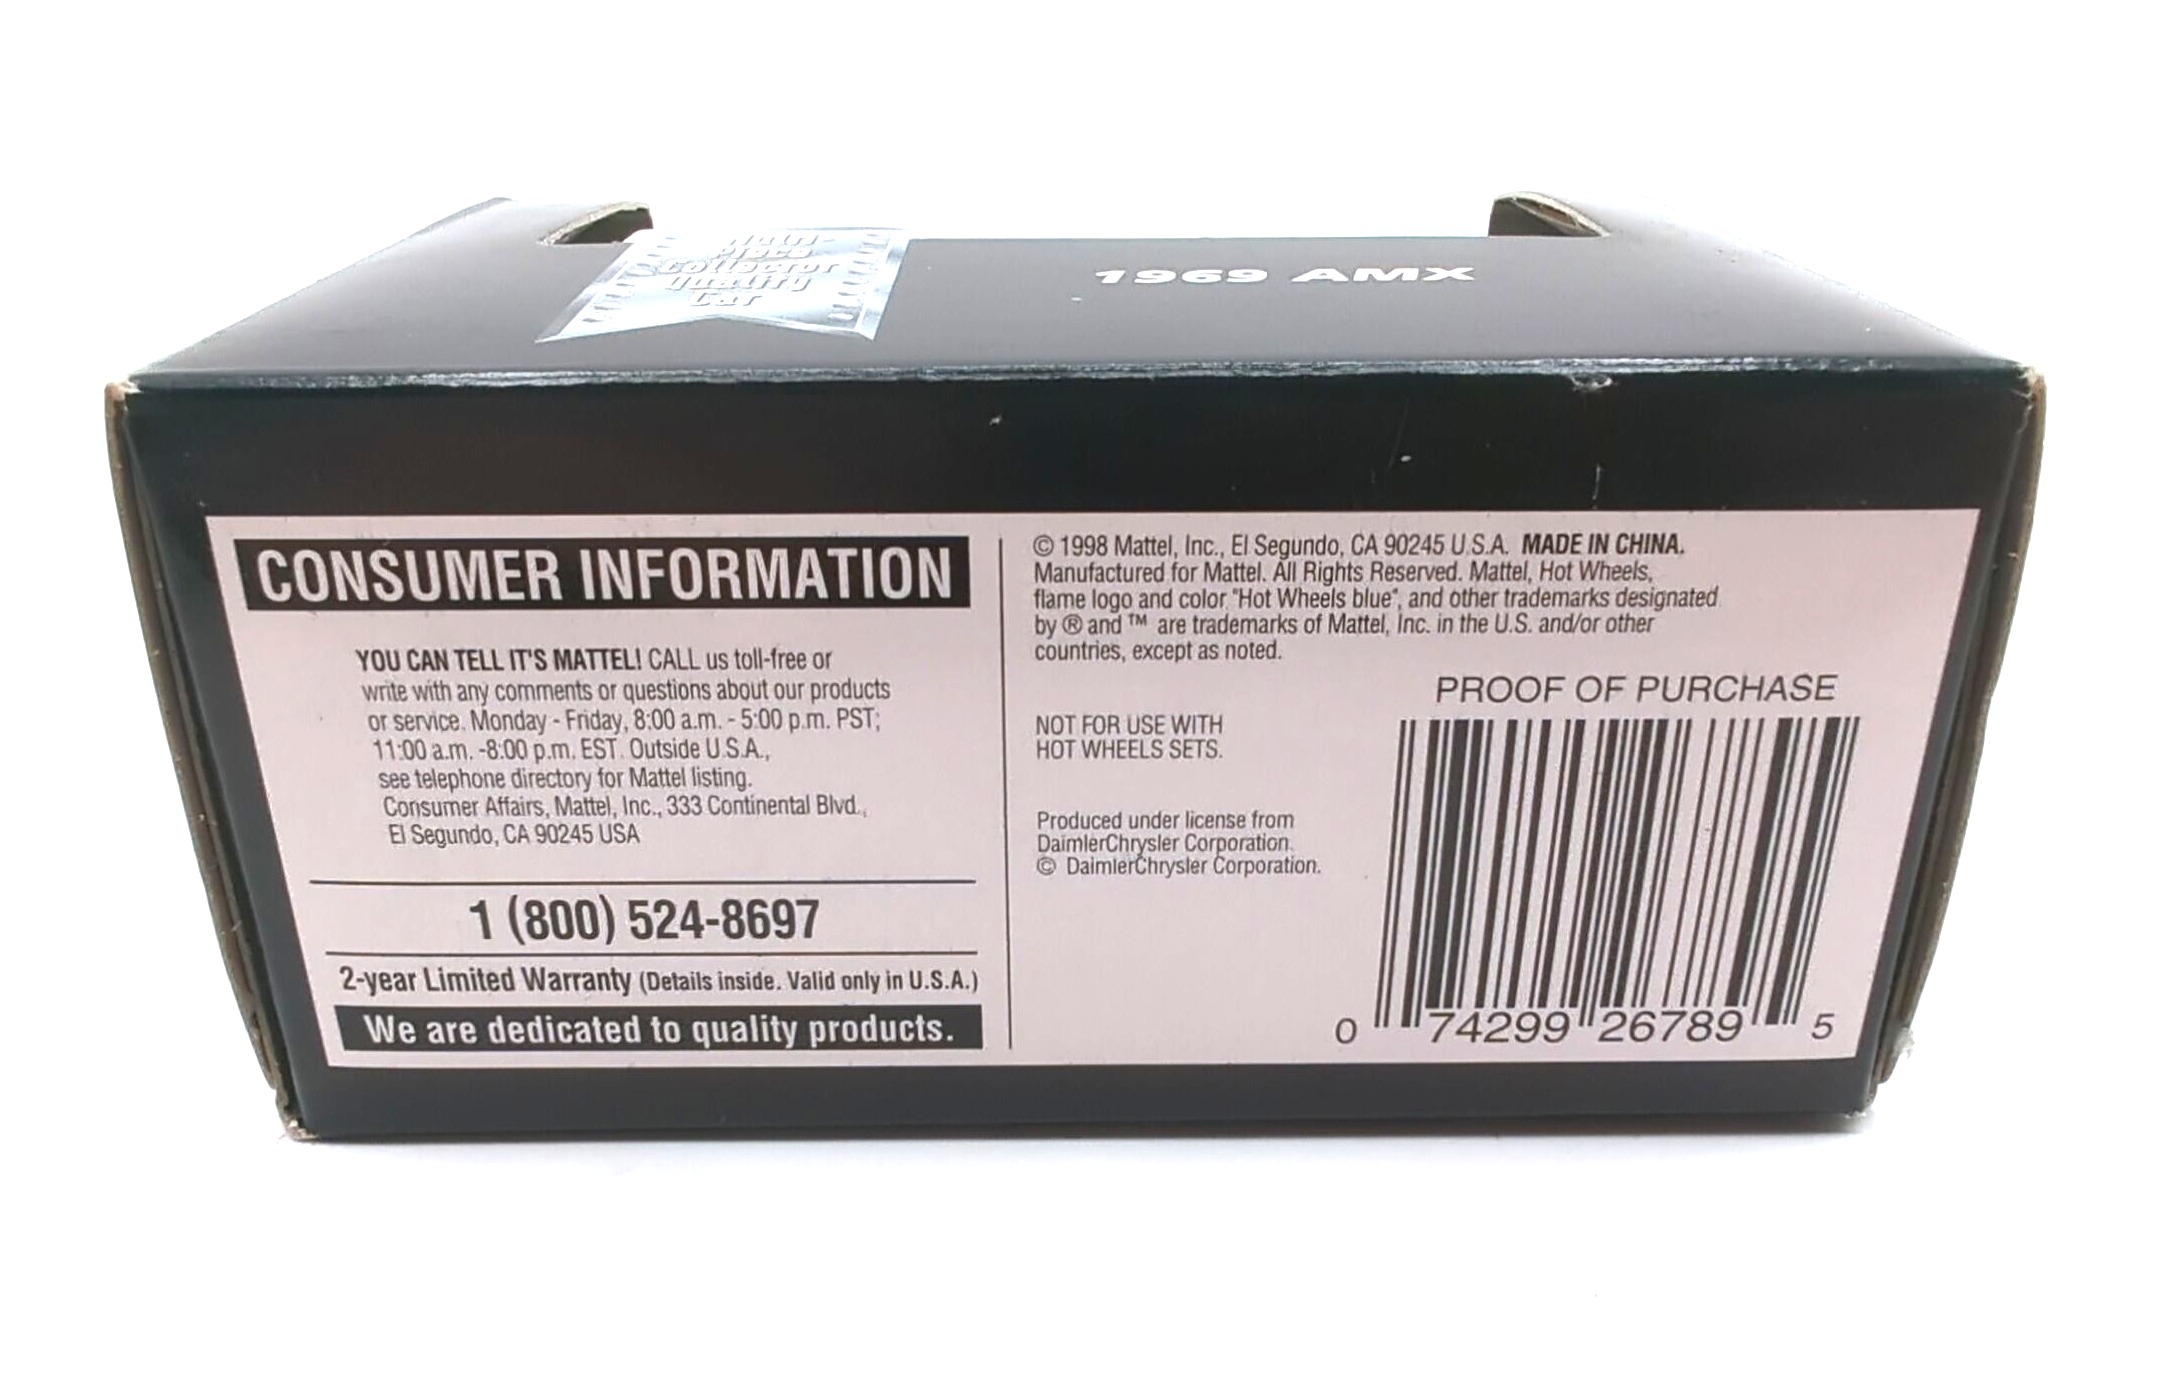 Multi-
Piece
Collector
Quality
Car
1969 AMX
CONSUMER INFORMATION
YOU CAN TELL IT'S MATTEL! CALL us toll-free or
write with any comments or questions about our products
or service. Monday - Friday, 8:00 a.m. - 5:00 p.m. PST;
11:00 a.m. -8:00 p.m. EST. Outside U.S.A.,
see telephone directory for Mattel listing.
Consumer Affairs, Mattel, Inc., 333 Continental Blvd.,
El Segundo, CA 90245 USA
1 (800) 524-8697
2-year Limited Warranty (Details inside. Valid only in U.S.A.)
We are dedicated to quality products.
© 1998 Mattel, Inc., El Segundo, CA 90245 U.S.A. MADE IN CHINA.
Manufactured for Mattel. All Rights Reserved. Mattel, Hot Wheels,
flame logo and color "Hot Wheels blue", and other trademarks designated
by ® and ™ are trademarks of Mattel, Inc. in the U.S. and/or other
countries, except as noted.
NOT FOR USE WITH
HOT WHEELS SETS.
Produced under license from
DaimlerChrysler Corporation.
© DaimlerChrysler Corporation.
PROOF OF PURCHASE
0 74299 26789 5